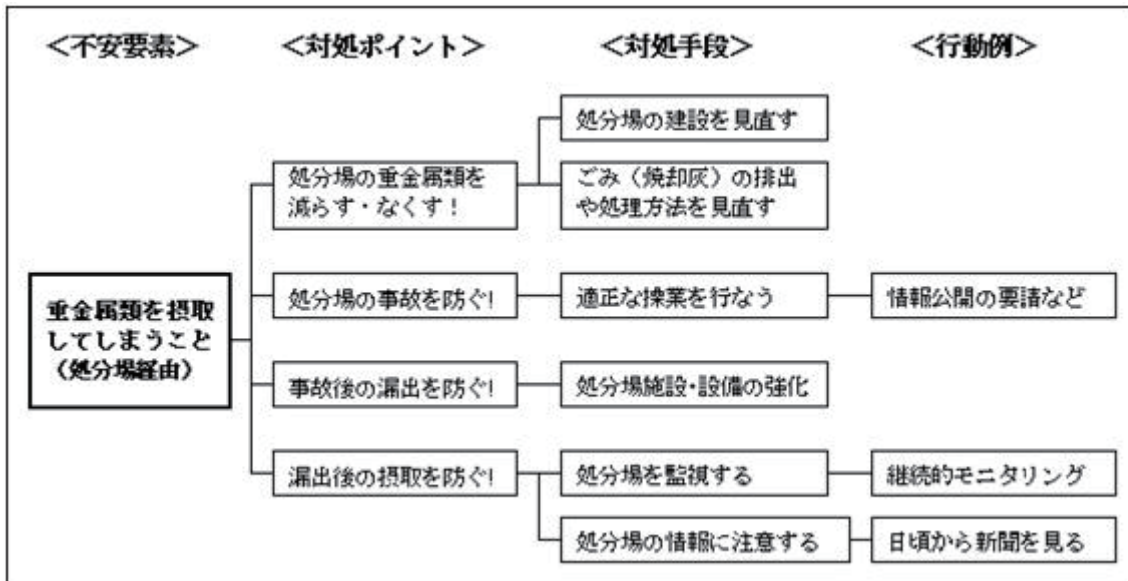 ＜不安要素＞
＜対処ポイント＞
＜対処手段＞
＜行動例＞
処分場の建設を見直す
処分場の重金属類を
減らす・なくす！
ごみ（焼却灰）の排出
や処理方法を見直す
重金属類を摂取
してしまうこと
（処分場経由）
処分場の事故を防ぐ!
適正な操業を行なう
情報公開の要請など
事故後の漏出を防ぐ!
処分場施設・設備の強化
漏出後の摂取を防ぐ!
処分場を監視する
継続的モニタリング
処分場の情報に注意する
日頃から新聞を見る